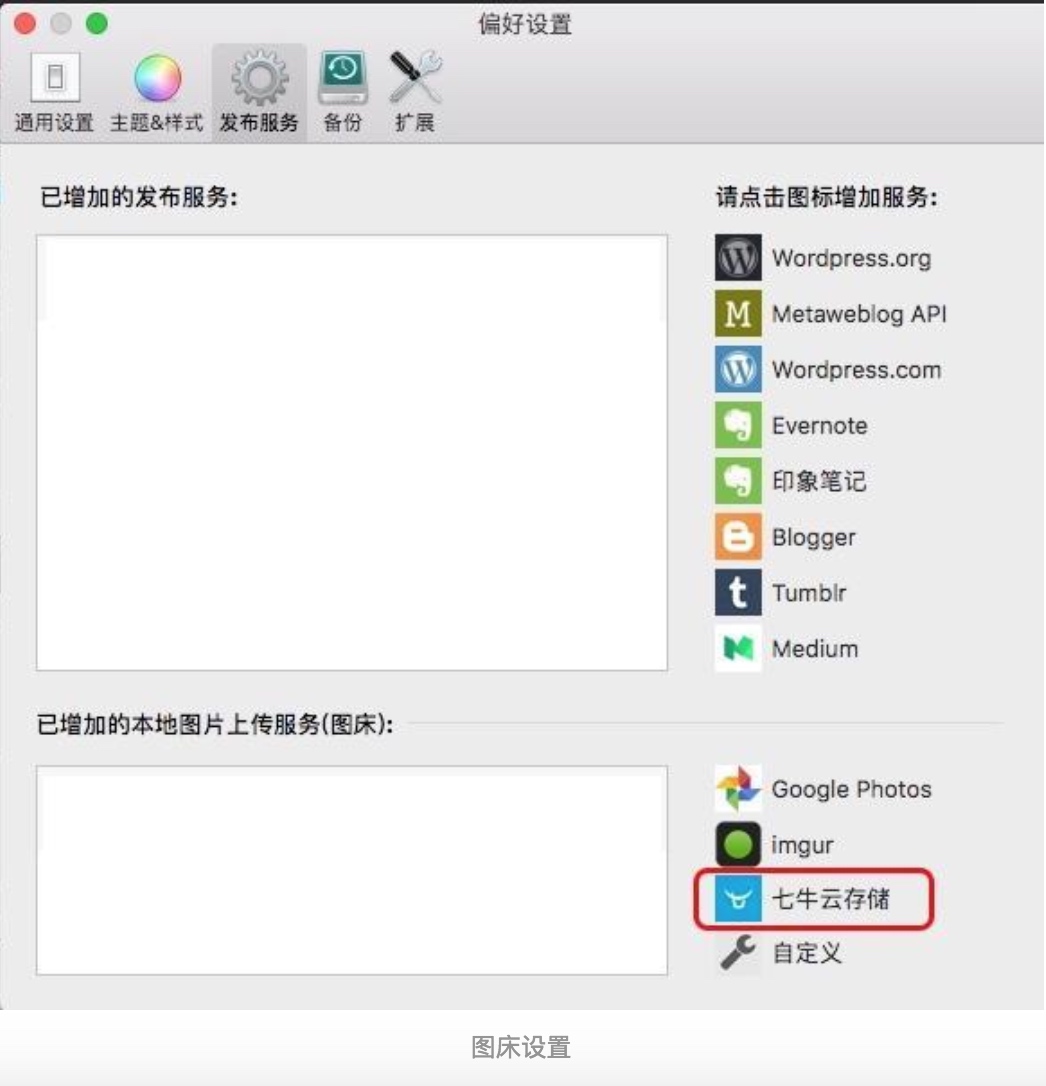 偏好设置
通用设置 主题&样式 发布服务 备份 扩展
已增加的发布服务:
请点击图标增加服务:
Wordpress.org
M Metaweblog API
Wordpress.com
Evernote
印象笔记
Blogger
t Tumblr
Medium
已增加的本地图片上传服务(图床):
Google Photos
imgur
七牛云存储
自定义
图床设置